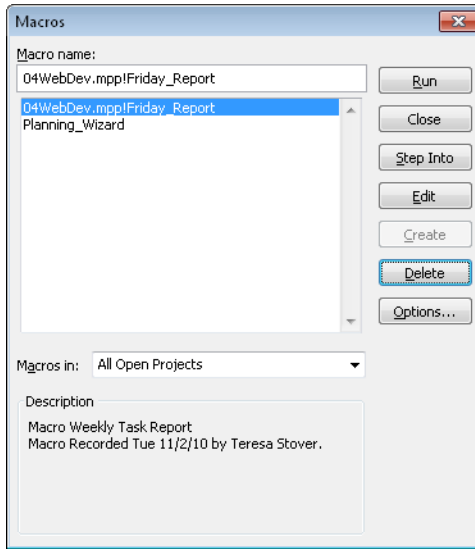 Macros
Macro name:
04WebDev.mpp!Friday_Report
Run
04WebDev.mpp!Friday_Report
Planning_Wizard
Close
Step Into
Edit
Create
Delete
Options...
Macros in: All Open Projects
Description
Macro Weekly Task Report
Macro Recorded Tue 11/2/10 by Teresa Stover.